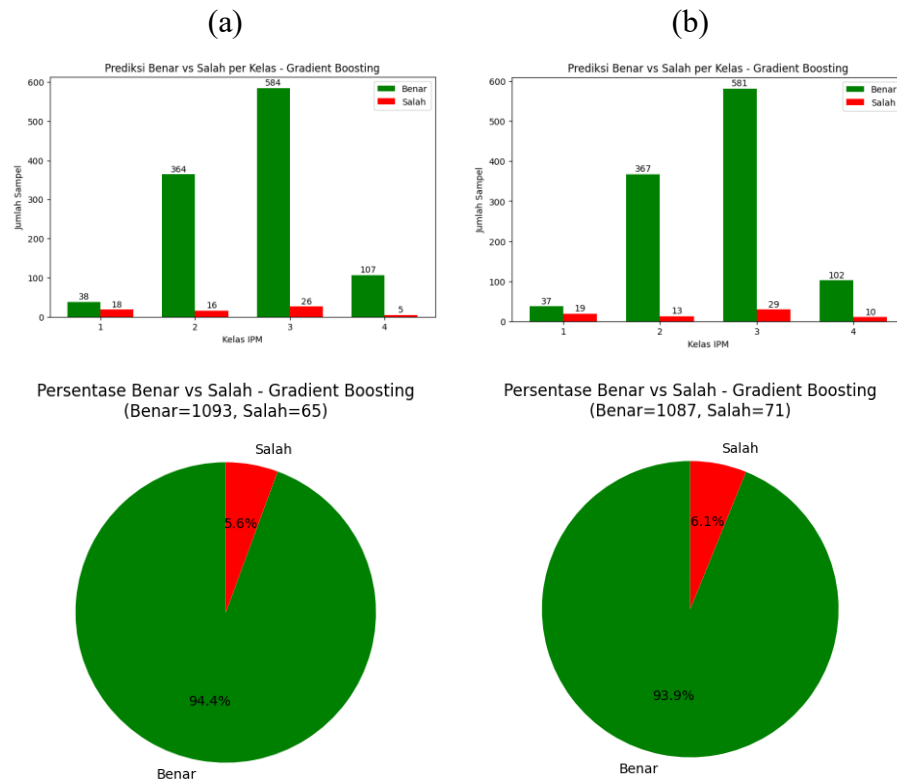 (a)
(b)
Prediksi Benar vs Salah per Kelas - Gradient Boosting
600
500
400
300
200
100
0
Jumlah Sampel
38
18
364
16
584
26
107
5
Benar
Salah
1
2
3
4
Kelas IPM
Prediksi Benar vs Salah per Kelas - Gradient Boosting
600
500
400
300
200
100
0
Jumlah Sampel
37
19
367
13
581
29
102
10
Benar
Salah
1
2
3
4
Kelas IPM
Persentase Benar vs Salah - Gradient Boosting
(Benar=1093, Salah=65)
Salah
5.6%
94.4%
Benar
Persentase Benar vs Salah - Gradient Boosting
(Benar=1087, Salah=71)
Salah
6.1%
93.9%
Benar